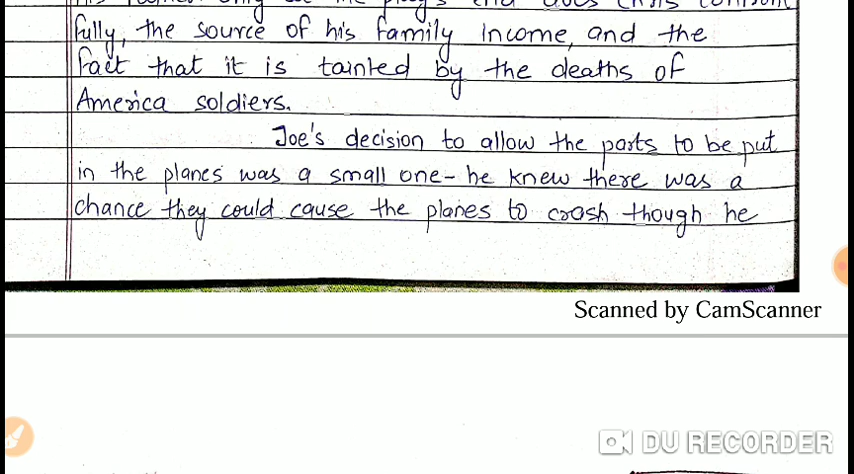 fully, the source of his family income, and the
fact that it is tainted by the deaths of
America soldiers.
Joe's decision to allow the parts to be put
in the planes was a small one - he knew there was a
chance they could cause the planes to crash though he
Scanned by CamScanner
DU RECORDER